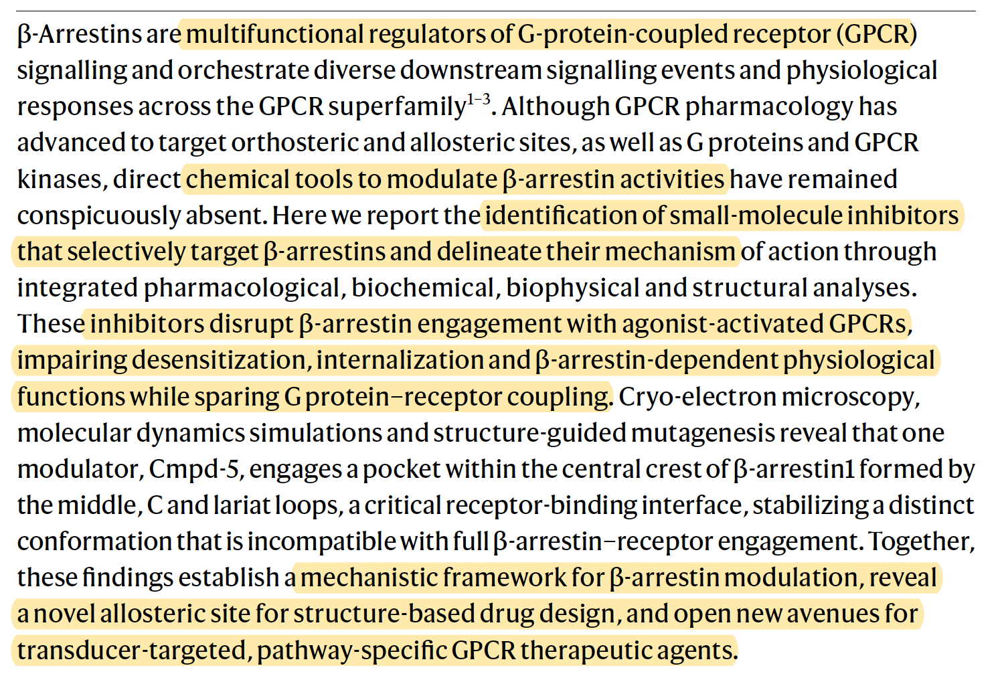 β-Arrestins are multifunctional regulators of G-protein-coupled receptor (GPCR)
signalling and orchestrate diverse downstream signalling events and physiological
responses across the GPCR superfamily1–3. Although GPCR pharmacology has
advanced to target orthosteric and allosteric sites, as well as G proteins and GPCR
kinases, direct chemical tools to modulate β-arrestin activities have remained
conspicuously absent. Here we report the identification of small-molecule inhibitors
that selectively target β-arrestins and delineate their mechanism of action through
integrated pharmacological, biochemical, biophysical and structural analyses.
These inhibitors disrupt β-arrestin engagement with agonist-activated GPCRs,
impairing desensitization, internalization and β-arrestin-dependent physiological
functions while sparing G protein–receptor coupling. Cryo-electron microscopy,
molecular dynamics simulations and structure-guided mutagenesis reveal that one
modulator, Cmpd-5, engages a pocket within the central crest of β-arrestin1 formed by
the middle, C and lariat loops, a critical receptor-binding interface, stabilizing a distinct
conformation that is incompatible with full β-arrestin–receptor engagement. Together,
these findings establish a mechanistic framework for β-arrestin modulation, reveal
a novel allosteric site for structure-based drug design, and open new avenues for
transducer-targeted, pathway-specific GPCR therapeutic agents.